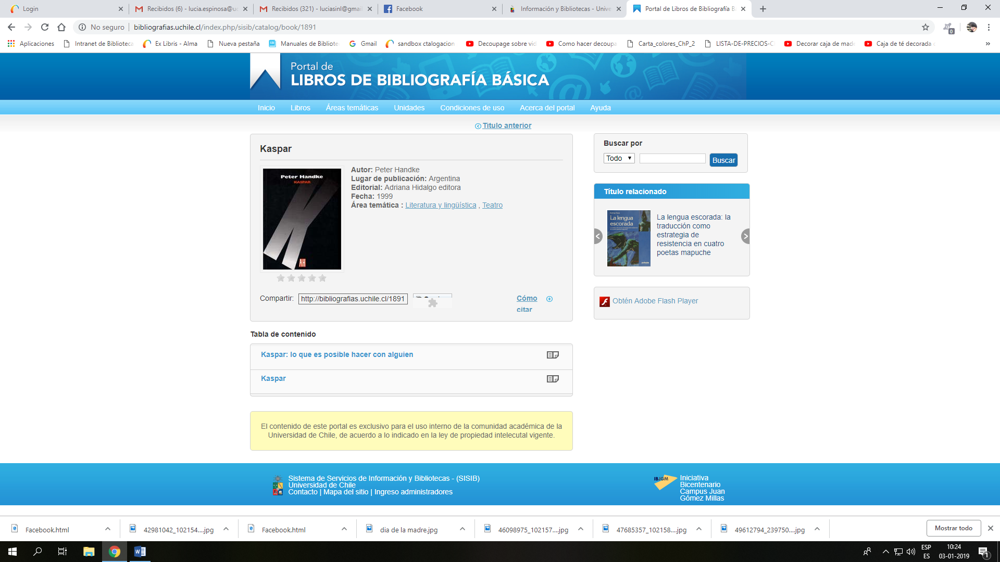 Login
Recibidos (6) - lucia.espinosa@uc
Recibidos (321) - luciasinl@gmai
Facebook
Información y Bibliotecas - Unive
Portal de Libros de Bibliografía B
No seguro
bibliografias.uchile.cl/index.php/sisib/catalog/book/1891
0
Aplicaciones
Intranet de Biblioteca
Ex Libris - Alma
Nueva pestaña
Manuales de Bibliote
Gmail
sandbox ctalogacion
Decoupage sobre vid
Como hacer decoupa
Carta_colores_ChP_2
LISTA-DE-PRECIOS-C
Decorar caja de made
Caja de té decorada c
»
Portal de
LIBROS DE BIBLIOGRAFÍA BÁSICA
Inicio
Libros
Áreas temáticas
Unidades
Condiciones de uso
Acerca del portal
Ayuda
Titulo anterior
Kaspar
Peter Handke
KASPAR
AH
Autor: Peter Handke
Lugar de publicación: Argentina
Editorial: Adriana Hidalgo editora
Fecha: 1999
Área temática : Literatura y lingüística , Teatro
Compartir: http://bibliografias.uchile.cl/1891
Cómo
citar
Tabla de contenido
Kaspar: lo que es posible hacer con alguien
Kaspar
El contenido de este portal es exclusivo para el uso interno de la comunidad académica de la
Universidad de Chile, de acuerdo a lo indicado en la ley de propiedad intelecutal vigente.
Buscar por
Todo
Buscar
Título relacionado
La lengua
escorada
La lengua escorada: la
traducción como
estrategia de
resistencia en cuatro
poetas mapuche
Obtén Adobe Flash Player
Sistema de Servicios de Información y Bibliotecas - (SISIB)
Universidad de Chile
Contacto | Mapa del sitio | Ingreso administradores
IBJGM
Iniciativa
Bicentenario
Campus Juan
Gómez Millas
Facebook.html
42981042_102154....jpg
Facebook.html
dia de la madre.jpg
46098975_102157....jpg
47685357_102158....jpg
49612794_239750....jpg
Mostrar todo
ESP
ES
10:24
03-01-2019
1